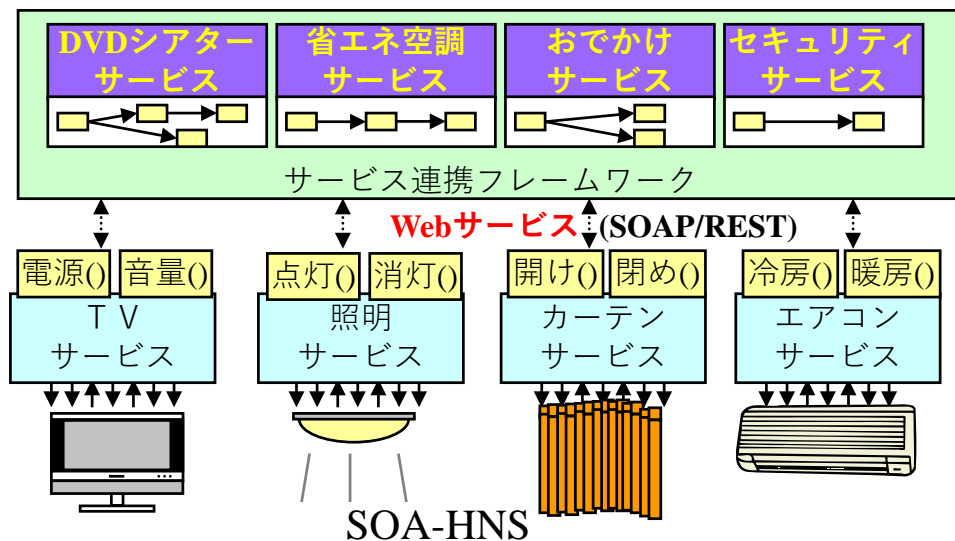 DVDシアター
サービス
省エネ空調
サービス
おでかけ
サービス
セキュリティ
サービス
サービス連携フレームワーク
Webサービス (SOAP/REST)
電源() 音量()
ＴＶ
サービス
点灯() 消灯()
照明
サービス
開け() 閉め()
カーテン
サービス
冷房() 暖房()
エアコン
サービス
SOA-HNS